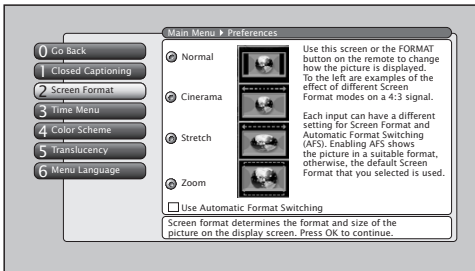 Main Menu ▸ Preferences
0 Go Back
1 Closed Captioning
2 Screen Format
3 Time Menu
4 Color Scheme
5 Translucency
6 Menu Language
Normal
Cinerama
Stretch
Zoom
Use Automatic Format Switching
Use this screen or the FORMAT
button on the remote to change
how the picture is displayed.
To the left are examples of the
effect of different Screen
Format modes on a 4:3 signal.
Each input can have a different
setting for Screen Format and
Automatic Format Switching
(AFS). Enabling AFS shows
the picture in a suitable format,
otherwise, the default Screen
Format that you selected is used.
Screen format determines the format and size of the
picture on the display screen. Press OK to continue.